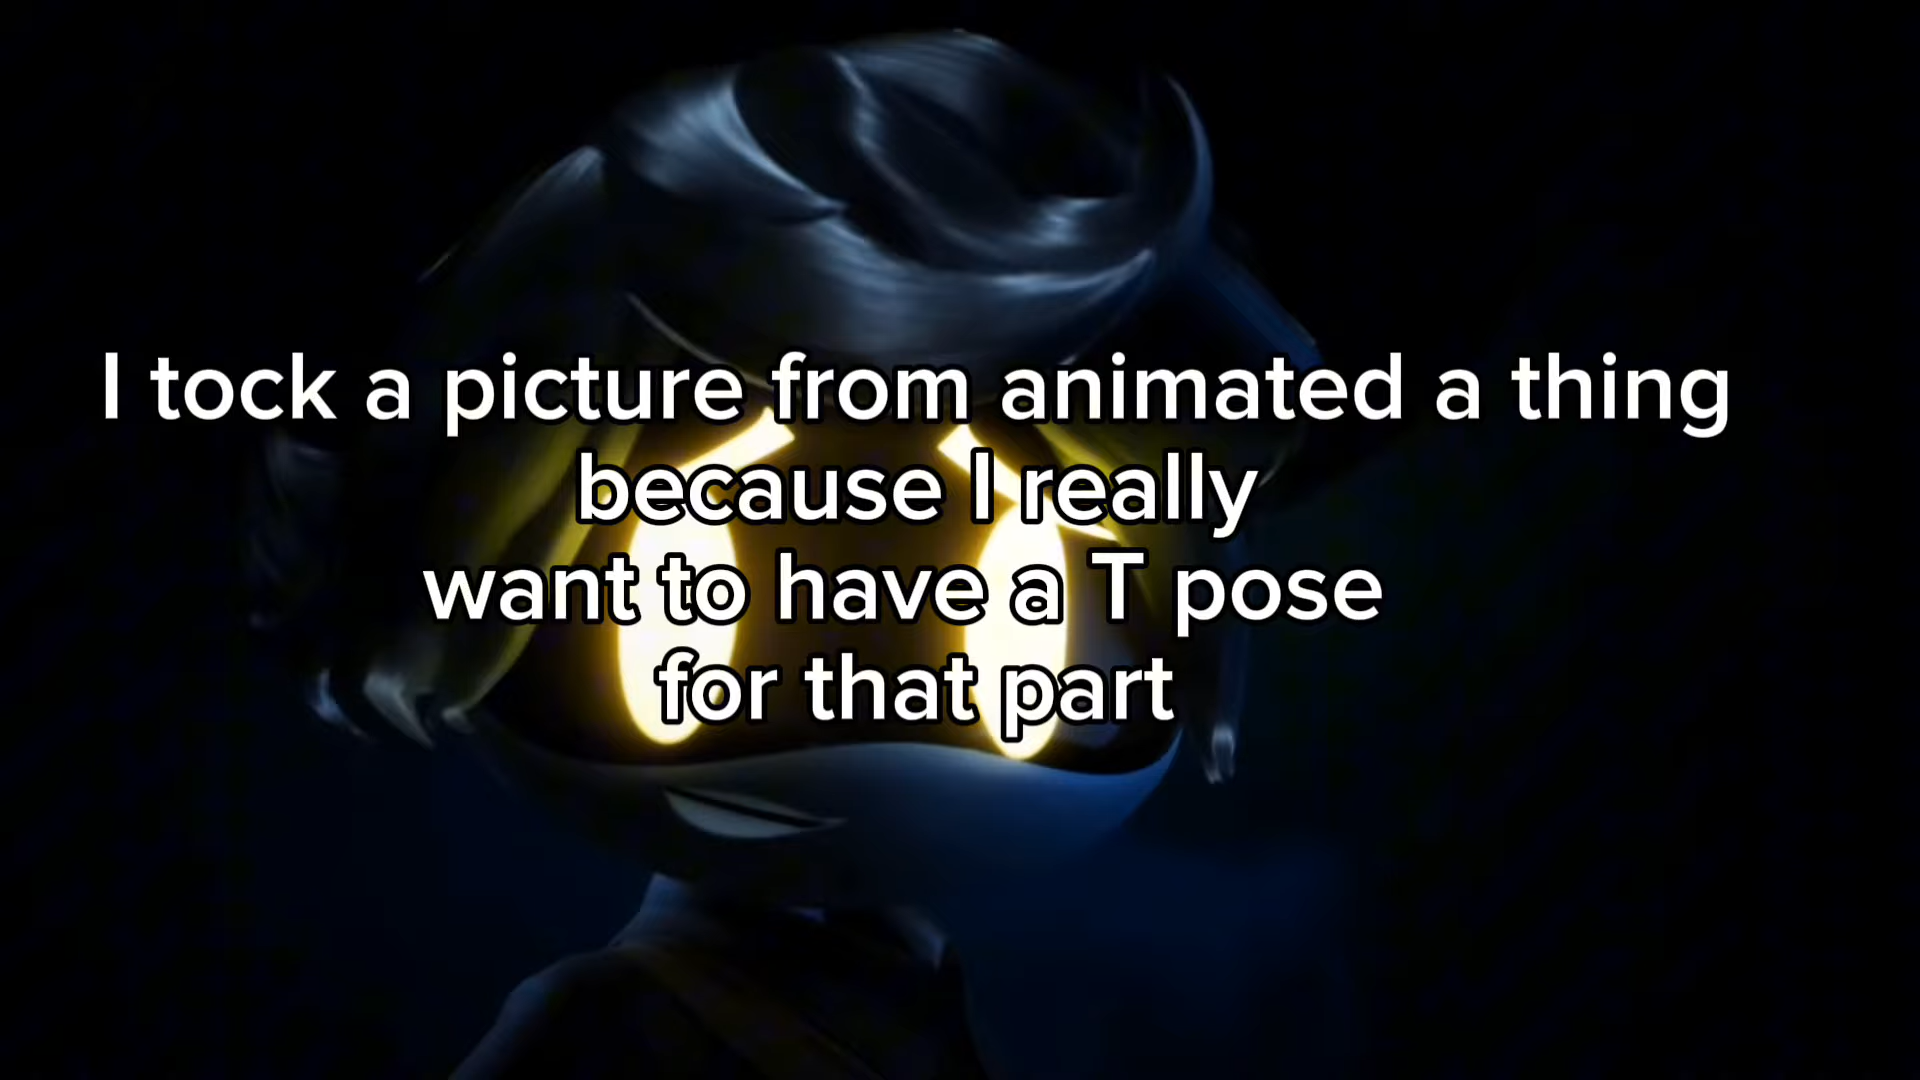 I tock a picture from animated a thing
because I really
want to have a T pose
for that part